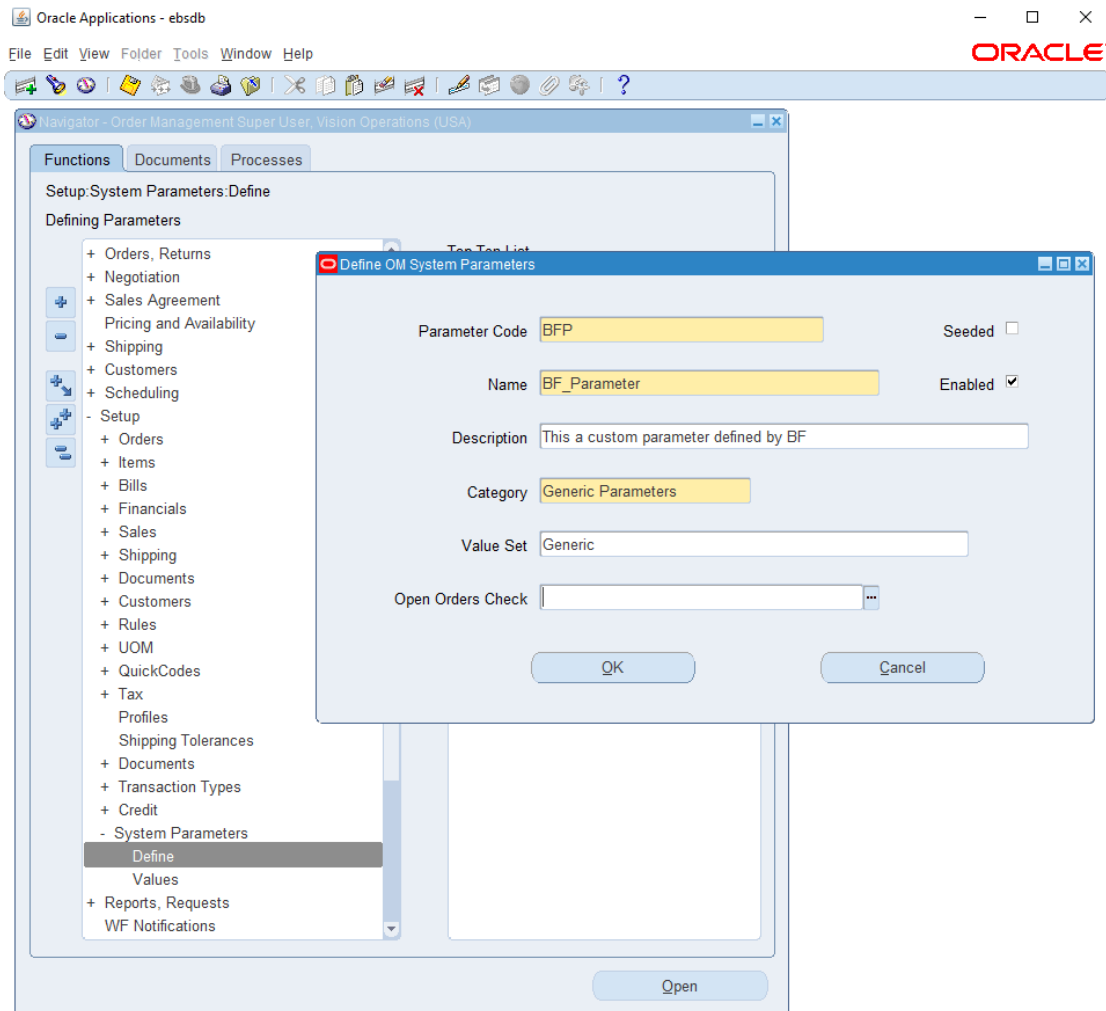 Oracle Applications - ebsdb
File Edit View Folder Tools Window Help
ORACLE
Navigator - Order Management Super User, Vision Operations (USA)
Functions Documents Processes
Setup:System Parameters:Define
Defining Parameters
Top Ten List
+ Orders, Returns
+ Negotiation
+ Sales Agreement
Pricing and Availability
+ Shipping
+ Customers
+ Scheduling
- Setup
+ Orders
+ Items
+ Bills
+ Financials
+ Sales
+ Shipping
+ Documents
+ Customers
+ Rules
+ UOM
+ QuickCodes
+ Tax
Profiles
Shipping Tolerances
+ Documents
+ Transaction Types
+ Credit
- System Parameters
Define
Values
+ Reports, Requests
WF Notifications
Open
Define OM System Parameters
Parameter Code BFP Seeded
Name BF_Parameter Enabled
Description This a custom parameter defined by BF
Category Generic Parameters
Value Set Generic
Open Orders Check ...
OK Cancel